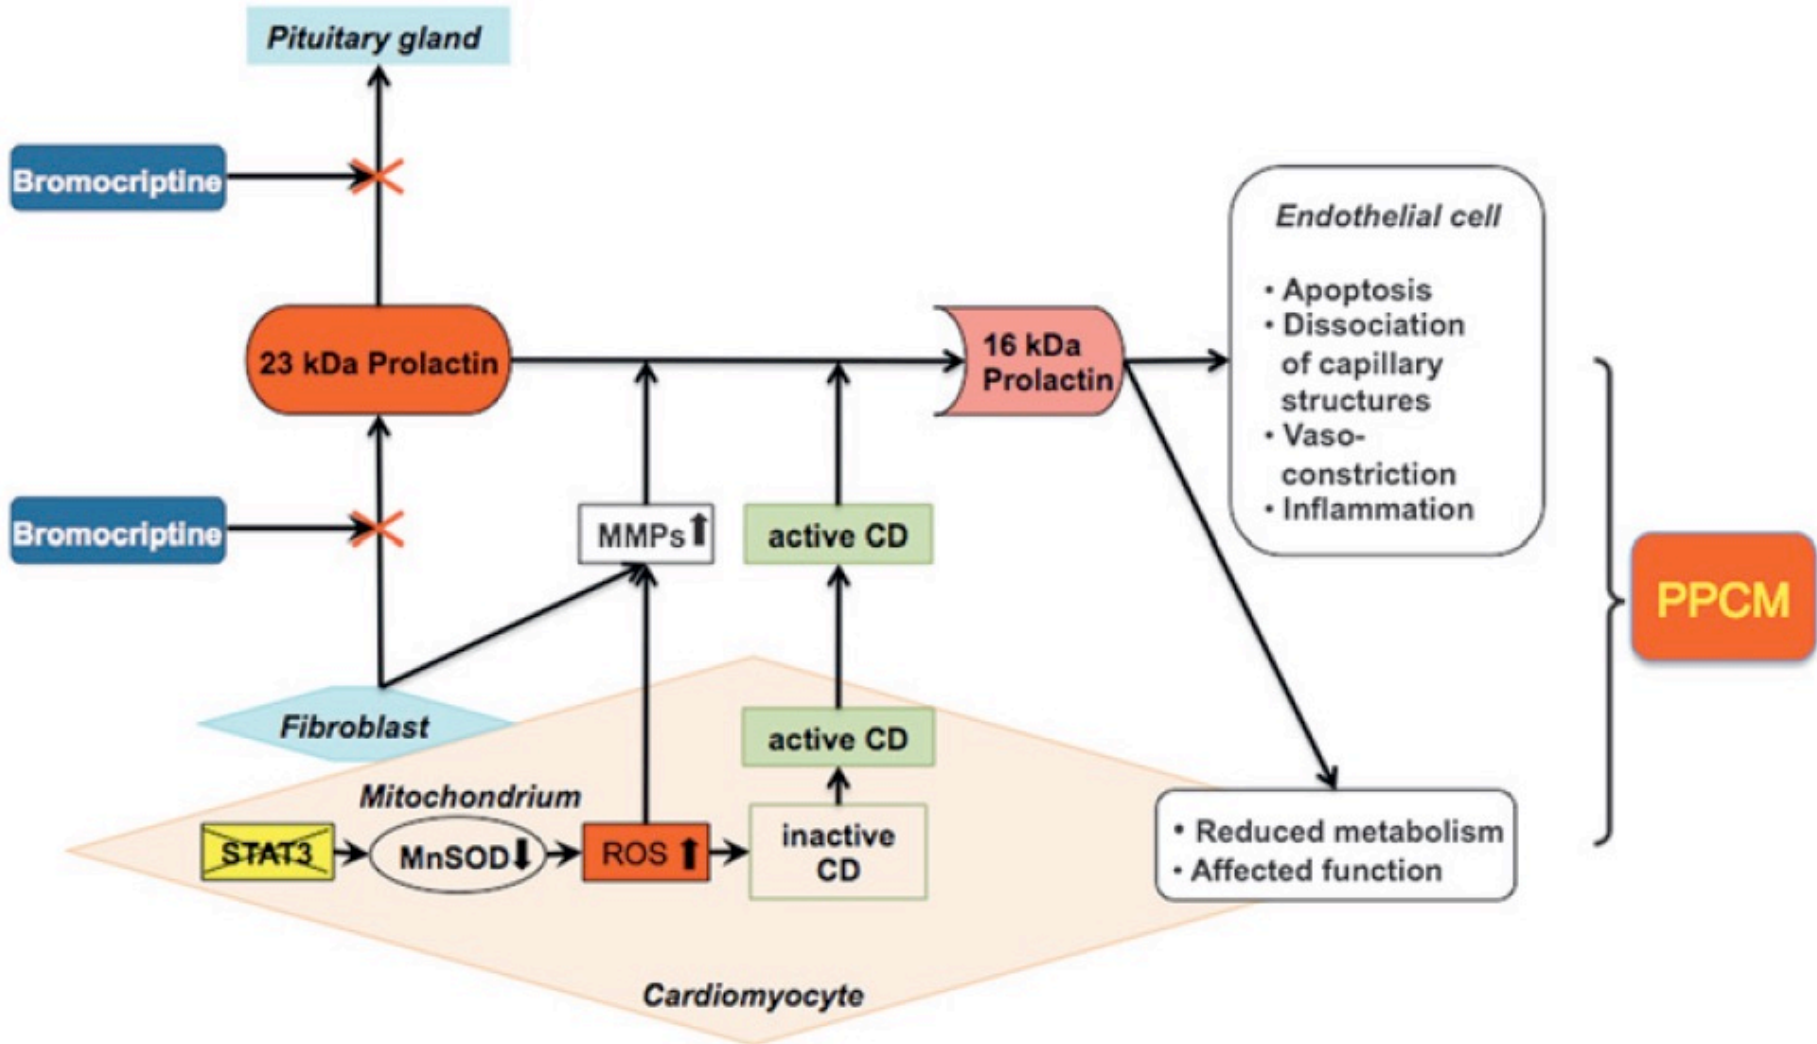 Pituitary gland
Bromocriptine
23 kDa Prolactin
16 kDa
Prolactin
Endothelial cell
• Apoptosis
• Dissociation
of capillary
structures
• Vaso-
constriction
• Inflammation
Bromocriptine
MMPs⬆
active CD
PPCM
Fibroblast
active CD
Mitochondrium
STAT3
MnSOD⬇
ROS ⬆
inactive
CD
• Reduced metabolism
• Affected function
Cardiomyocyte